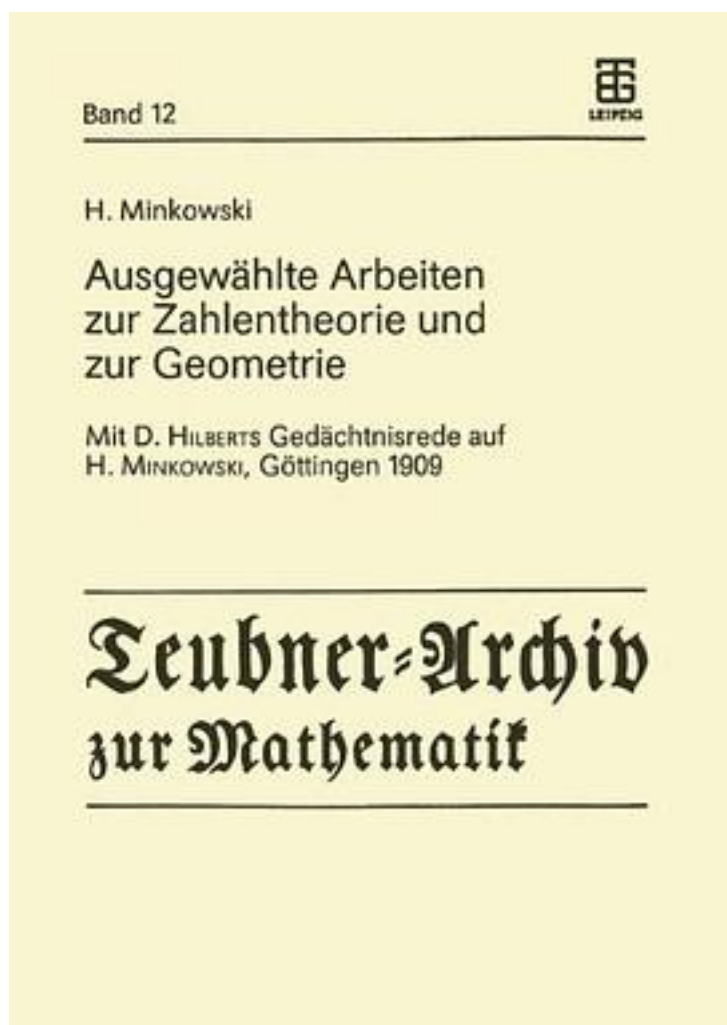 Band 12
LEIPZIG
H. Minkowski
Ausgewählte Arbeiten
zur Zahlentheorie und
zur Geometrie
Mit D. HILBERTS Gedächtnisrede auf
H. MINKOWSKI, Göttingen 1909
Teubner-Archiv
zur Mathematik